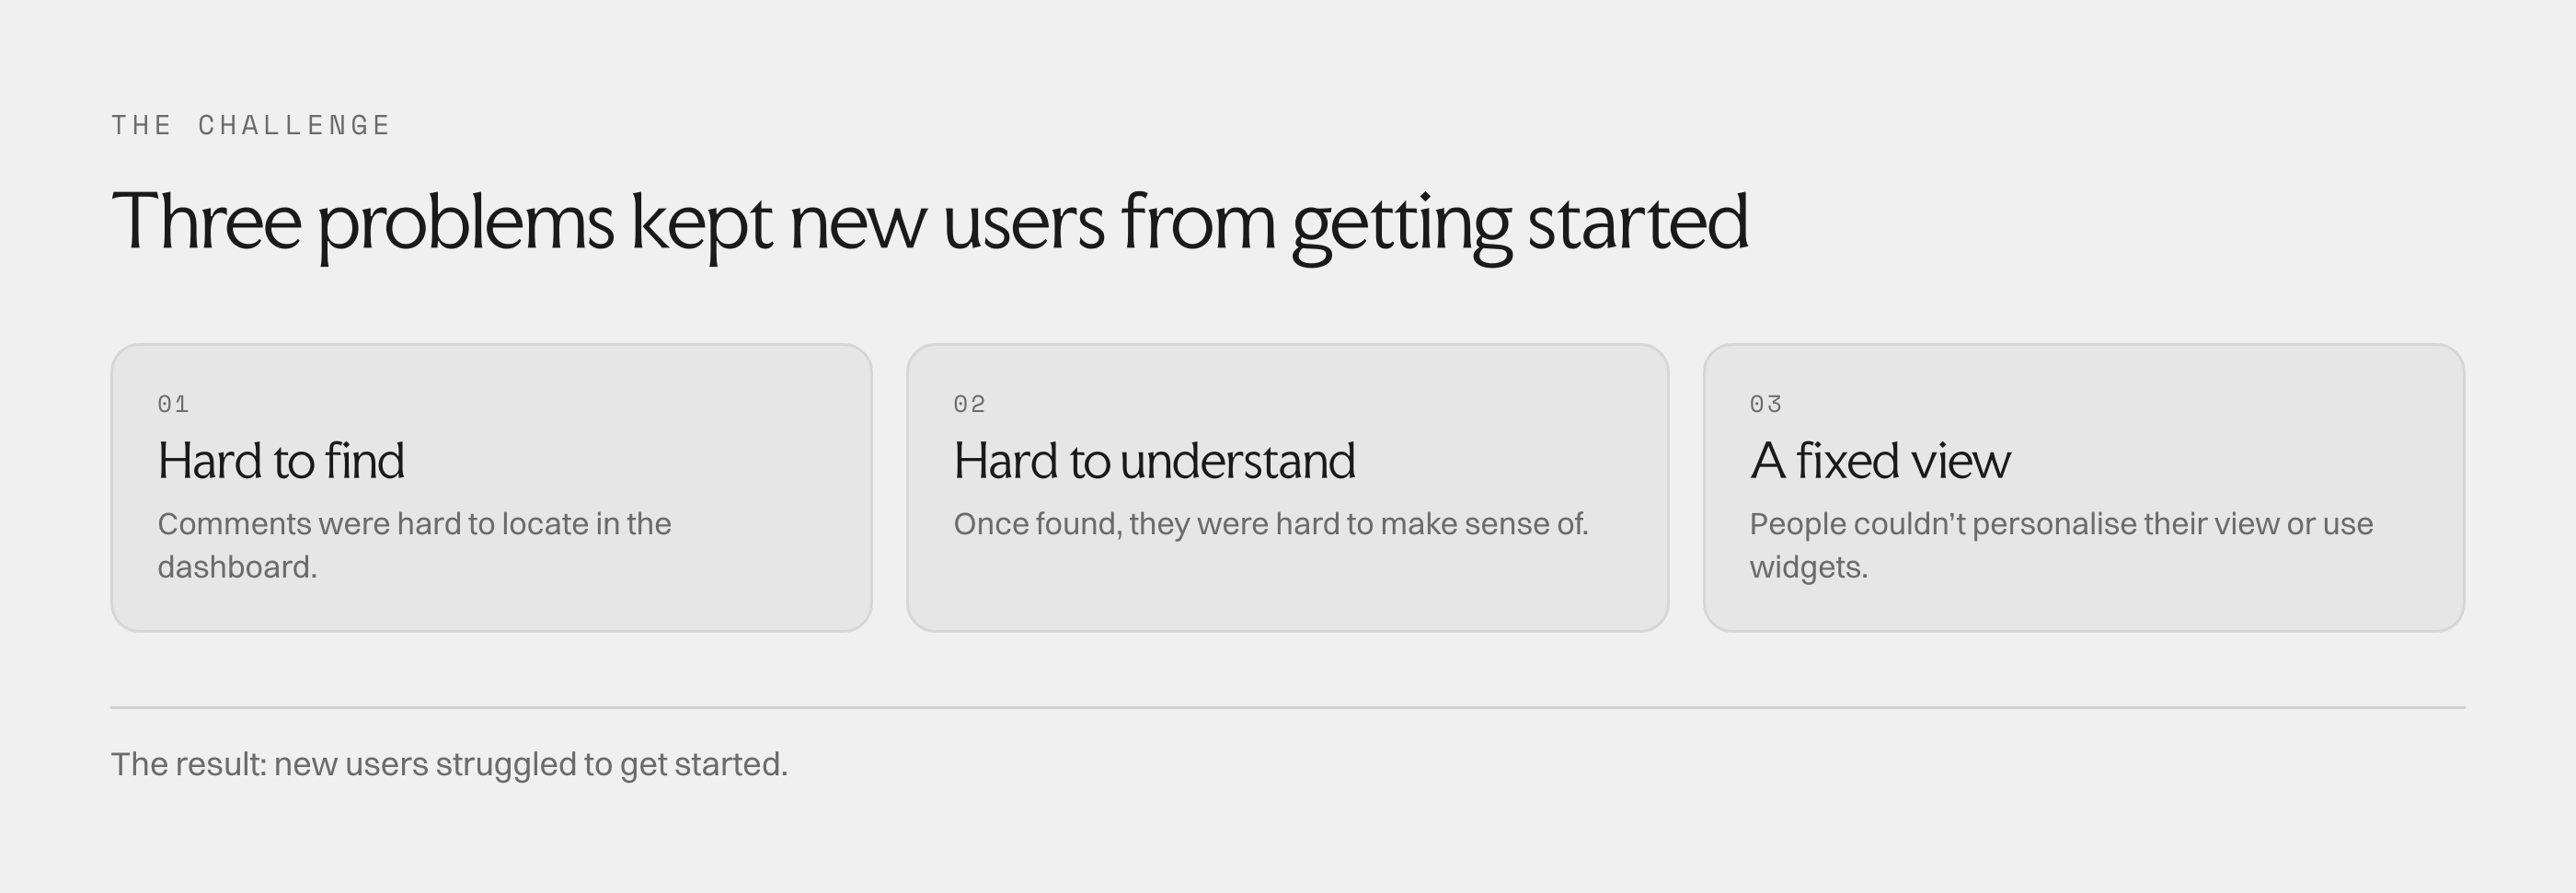 THE CHALLENGE
Three problems kept new users from getting started
01
Hard to find
Comments were hard to locate in the
dashboard.
02
Hard to understand
Once found, they were hard to make sense of.
03
A fixed view
People couldn’t personalise their view or use
widgets.
The result: new users struggled to get started.